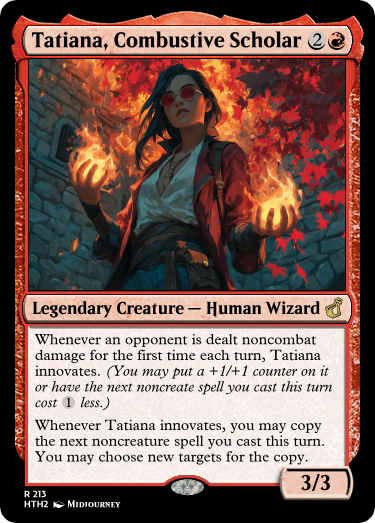 Tatiana, Combustive Scholar 2
Legendary Creature — Human Wizard
Whenever an opponent is dealt noncombat
damage for the first time each turn, Tatiana
innovates. (You may put a +1/+1 counter on it
or have the next noncreate spell you cast this turn
cost 1 less.)
Whenever Tatiana innovates, you may copy
the next noncreature spell you cast this turn.
You may choose new targets for the copy.
3/3
R 213
HTH2 Midjourney